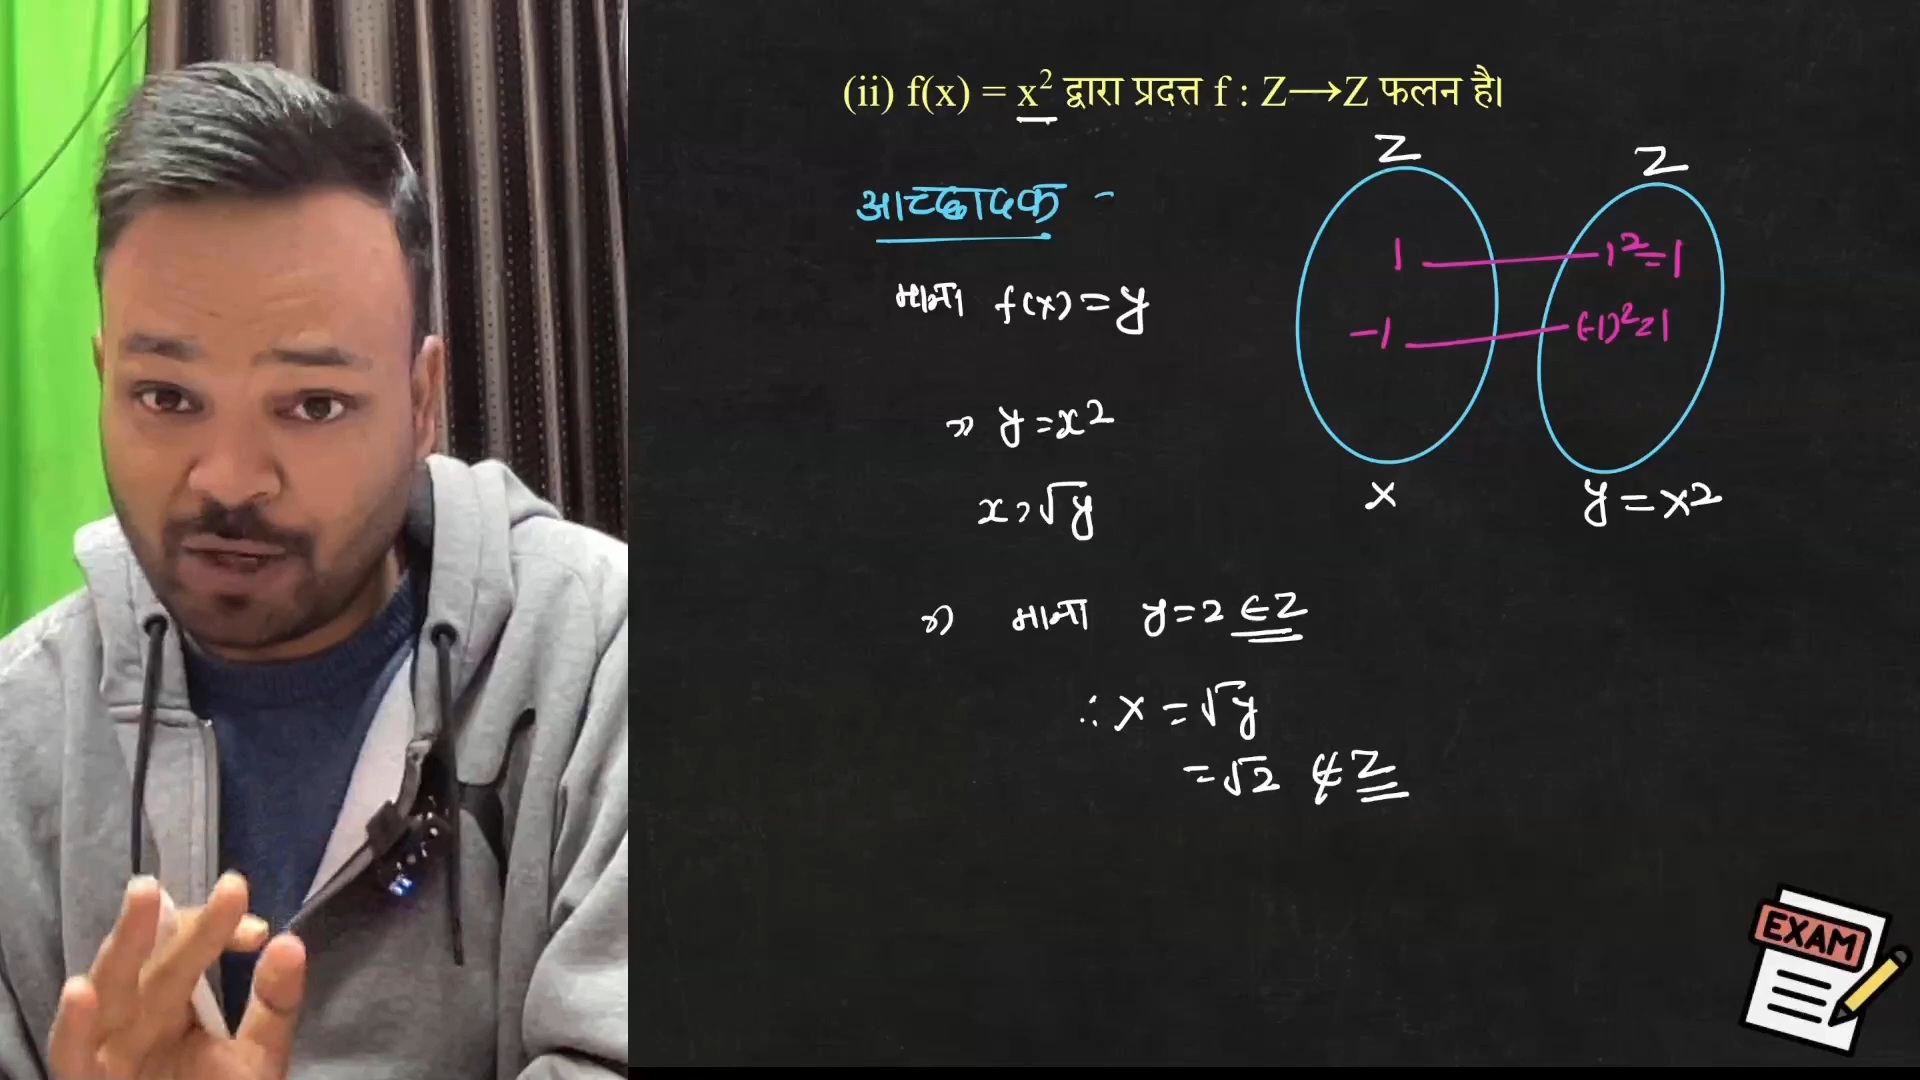 (ii) f(x) = x² द्वारा प्रदत्त f : Z⟶Z फलन है।
आच्छादक -
माना f(x) = y
⇒ y = x²
x = √y
⇒ माना y = 2 ∈ Z
∴ x = √y
= √2 ∉ Z
Z Z
1 1² = 1
-1 (-1)² = 1
x y = x²
EXAM